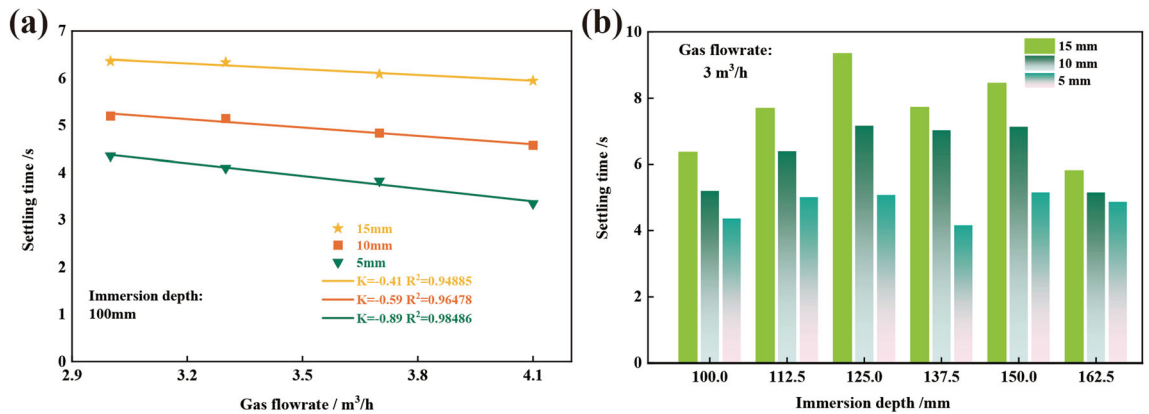 (a)
Settling time /s
7
6
5
4
3
2
1
0
15mm
10mm
5mm
K=-0.41 R²=0.94885
K=-0.59 R²=0.96478
K=-0.89 R²=0.98486
Immersion depth:
100mm
2.9 3.2 3.5 3.8 4.1
Gas flowrate / m³/h
(b)
Settling time /s
10
8
6
4
2
0
Gas flowrate:
3 m³/h
15 mm
10 mm
5 mm
100.0 112.5 125.0 137.5 150.0 162.5
Immersion depth /mm